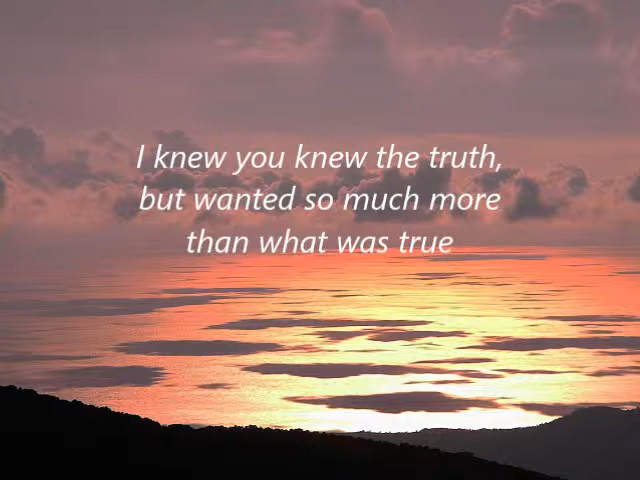 I knew you knew the truth,
but wanted so much more
than what was true